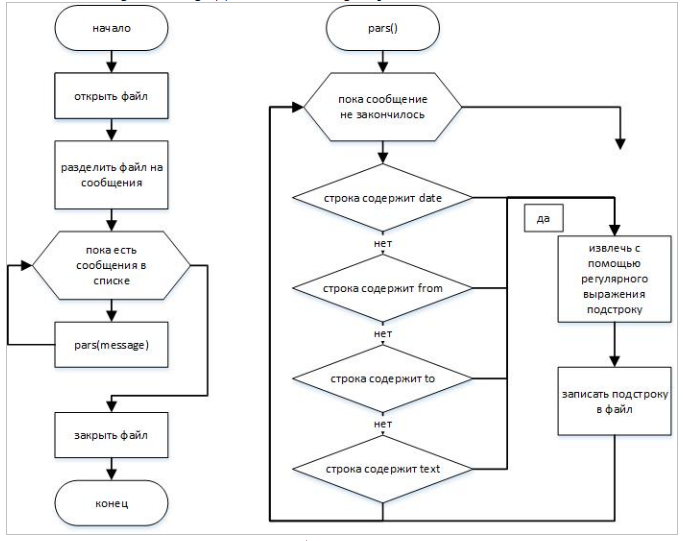 начало
открыть файл
разделить файл на
сообщения
пока есть
сообщения в
списке
pars(message)
закрыть файл
конец
pars()
пока сообщение
не закончилось
строка содержит date
да
нет
строка содержит from
нет
строка содержит to
нет
строка содержит text
извлечь с
помощью
регулярного
выражения
подстроку
записать подстроку
в файл